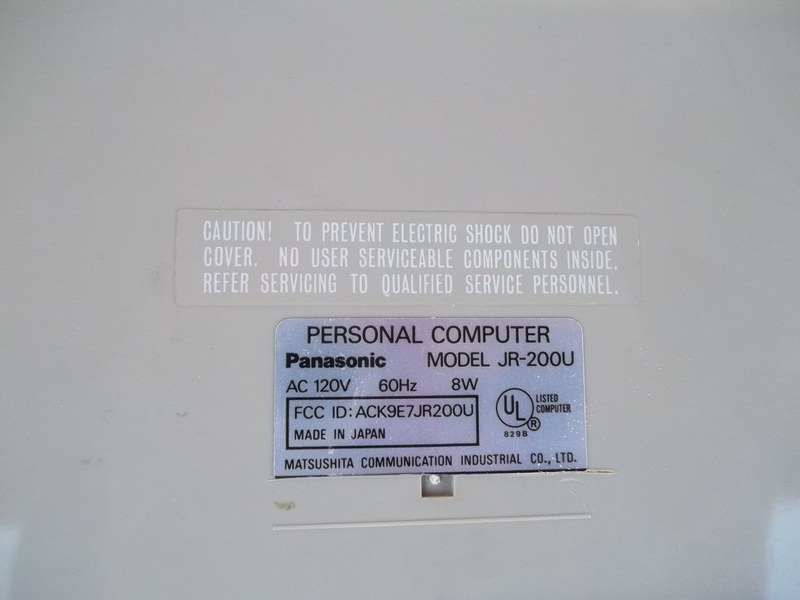 CAUTION! TO PREVENT ELECTRIC SHOCK DO NOT OPEN
COVER. NO USER SERVICEABLE COMPONENTS INSIDE.
REFER SERVICING TO QUALIFIED SERVICE PERSONNEL.
PERSONAL COMPUTER
Panasonic MODEL JR-200U
AC 120V 60Hz 8W
FCC ID: ACK9E7JR200U
MADE IN JAPAN
UL ® LISTED
COMPUTER
829B
MATSUSHITA COMMUNICATION INDUSTRIAL CO., LTD.